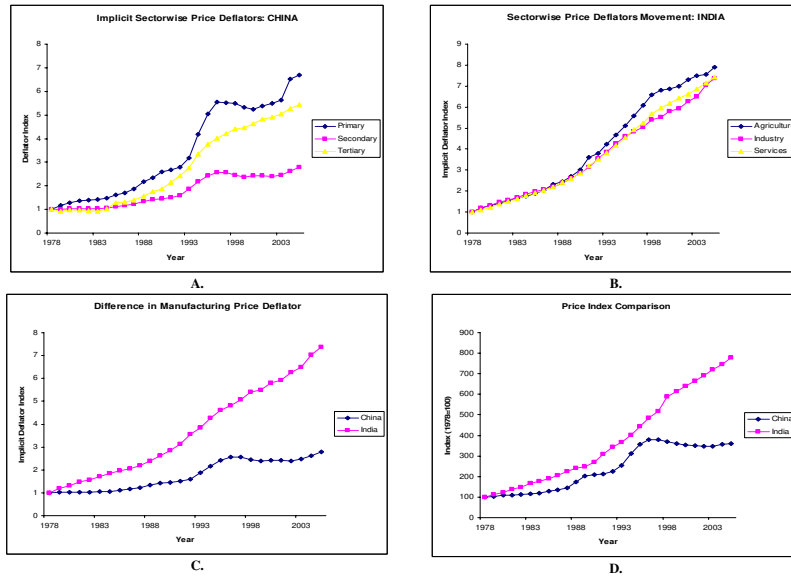 Implicit Sectorwise Price Deflators: CHINA
Deflator Index
8
7
6
5
4
3
2
1
0
1978 1983 1988 1993 1998 2003
Year
Primary
Secondary
Tertiary
A.
Sectorwise Price Deflators Movement: INDIA
Implicit Deflator Index
9
8
7
6
5
4
3
2
1
0
1978 1983 1988 1993 1998 2003
Year
Agricultur
Industry
Services
B.
Difference in Manufacturing Price Deflator
Implicit Deflator Index
8
7
6
5
4
3
2
1
0
1978 1983 1988 1993 1998 2003
Year
China
India
C.
Price Index Comparison
Index (1978=100)
900
800
700
600
500
400
300
200
100
0
1978 1983 1988 1993 1998 2003
Year
China
India
D.